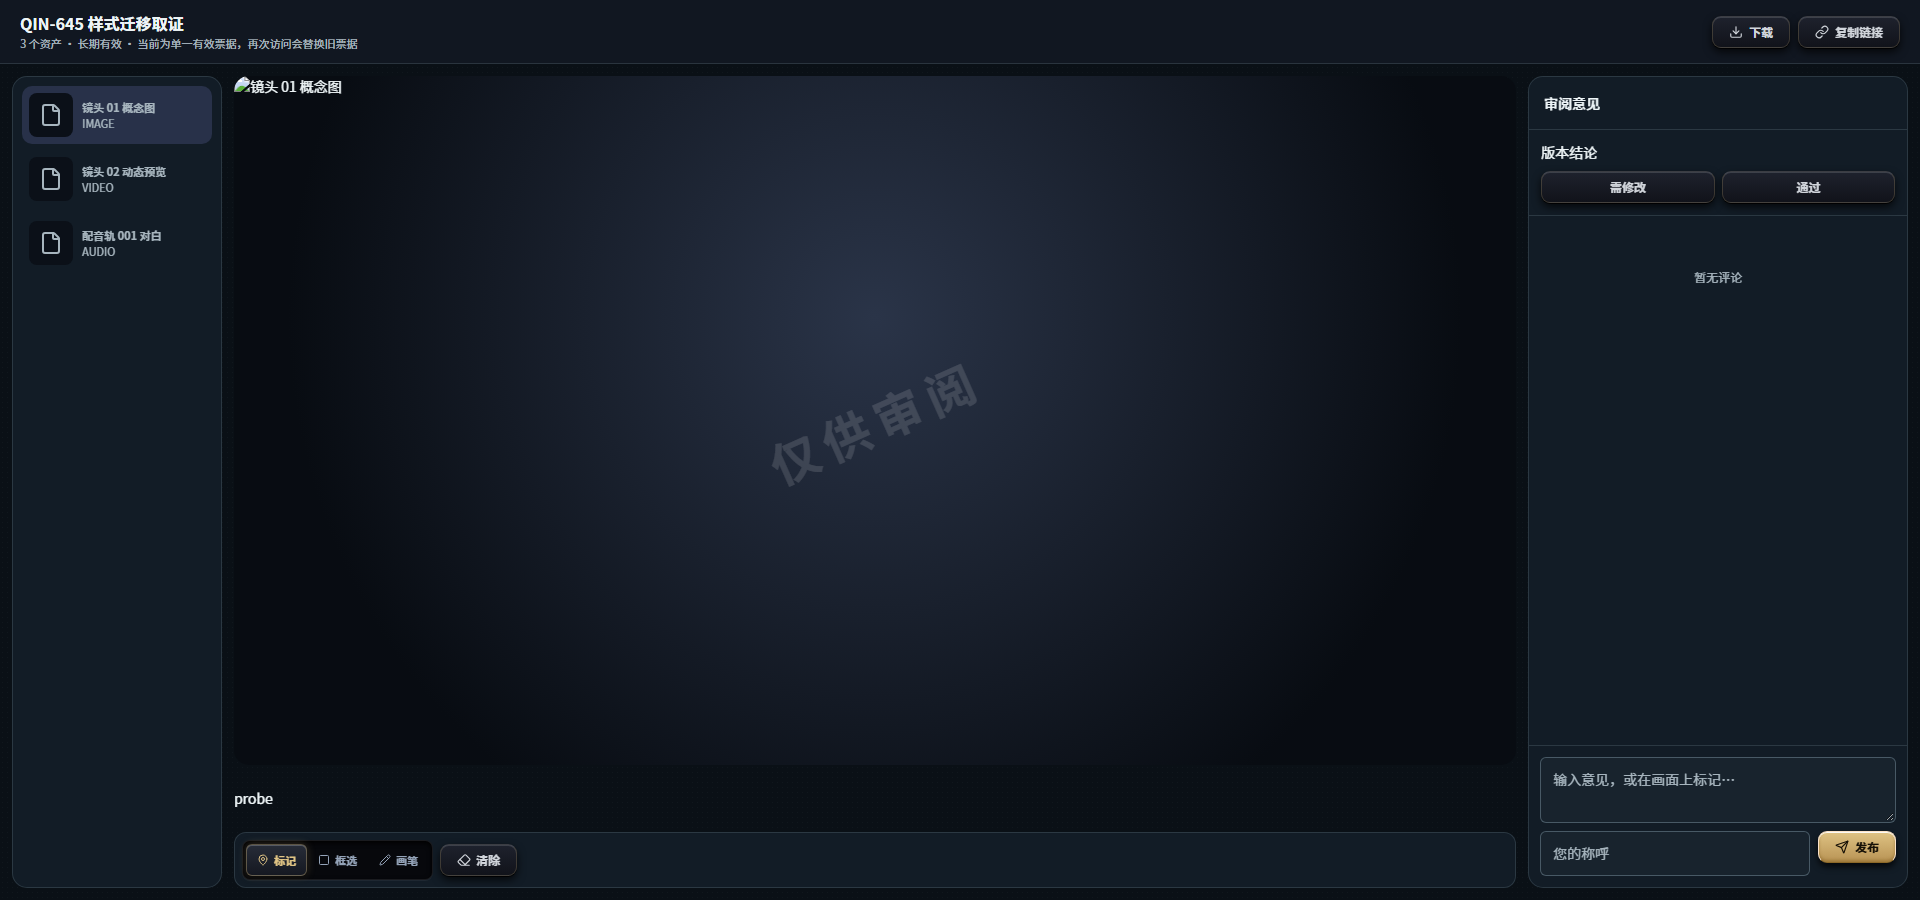 QIN-645 样式迁移取证
3 个资产 • 长期有效 • 当前为单一有效票据，再次访问会替换旧票据
下载
复制链接
镜头 01 概念图
IMAGE
镜头 02 动态预览
VIDEO
配音轨 001 对白
AUDIO
镜头 01 概念图
仅供审阅
probe
标记
框选
画笔
清除
审阅意见
版本结论
需修改
通过
暂无评论
输入意见，或在画面上标记…
您的称呼
发布